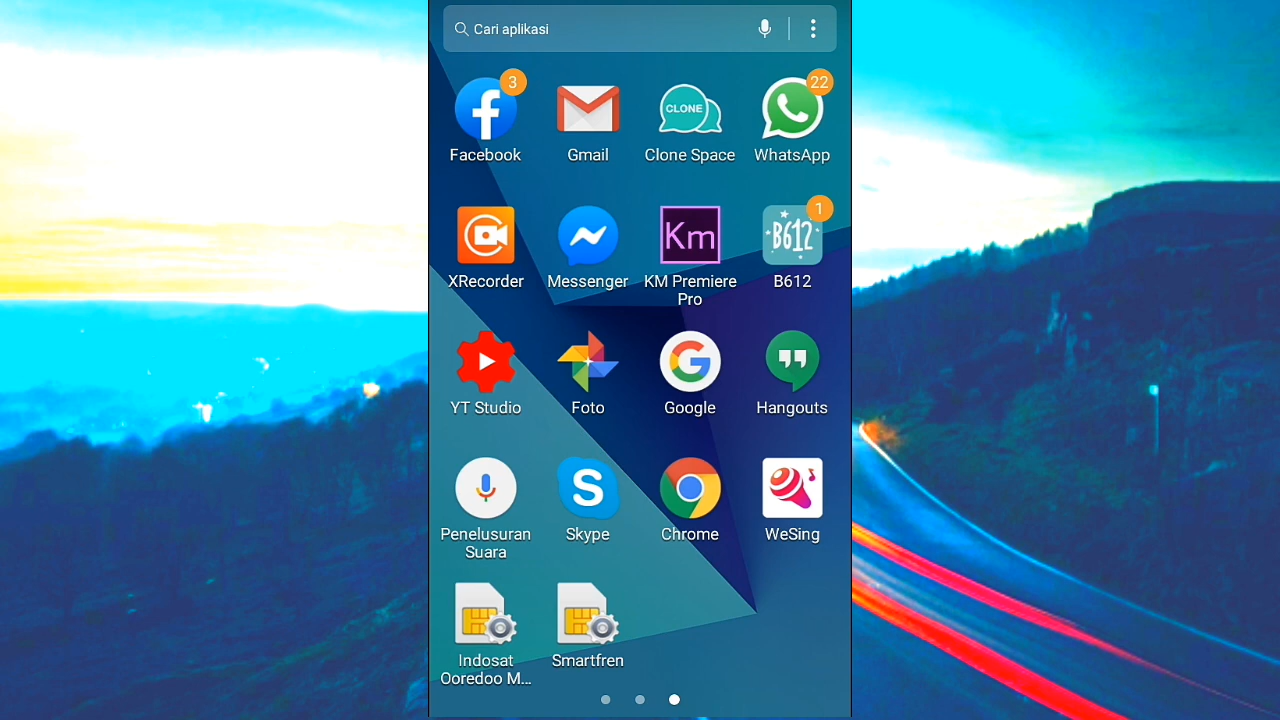 Cari aplikasi
3
22
CLONE
Facebook
Gmail
Clone Space
WhatsApp
1
Km
B612
XRecorder
Messenger
KM Premiere
Pro
B612
YT Studio
Foto
Google
Hangouts
S
Penelusuran
Suara
Skype
Chrome
WeSing
Indosat
Ooredoo M...
Smartfren